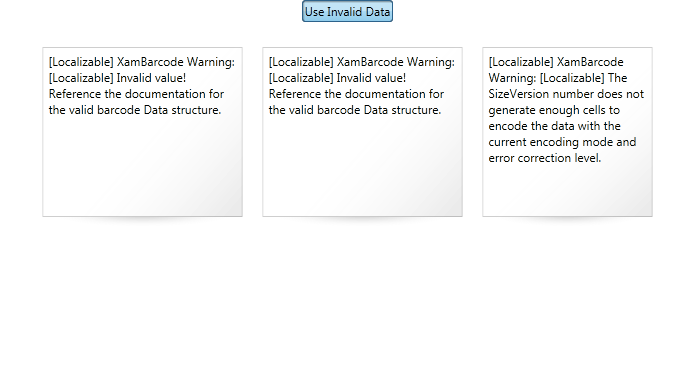 Use Invalid Data
[Localizable] XamBarcode Warning:
[Localizable] Invalid value!
Reference the documentation for
the valid barcode Data structure.
[Localizable] XamBarcode Warning:
[Localizable] Invalid value!
Reference the documentation for
the valid barcode Data structure.
[Localizable] XamBarcode
Warning: [Localizable] The
SizeVersion number does not
generate enough cells to
encode the data with the
current encoding mode and
error correction level.